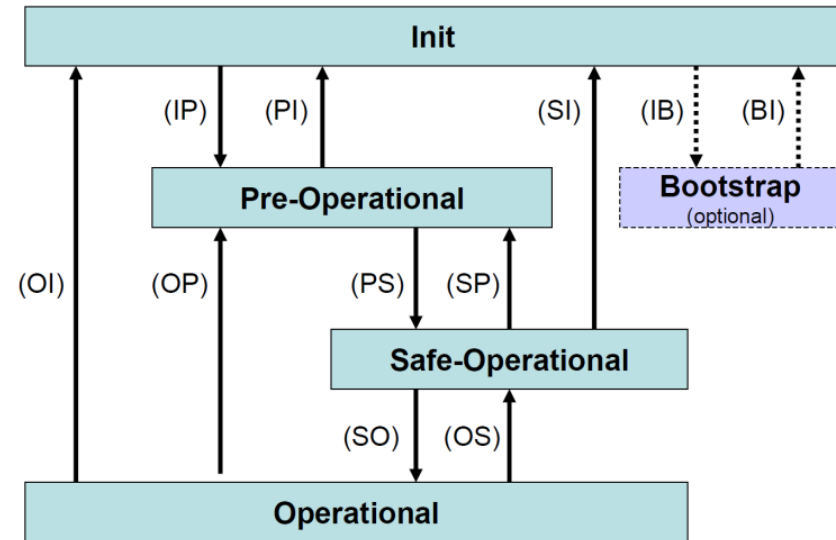 Init
(IP)
(PI)
(SI)
(IB)
(BI)
Pre-Operational
Bootstrap
(optional)
(OI)
(OP)
(PS)
(SP)
Safe-Operational
(SO)
(OS)
Operational